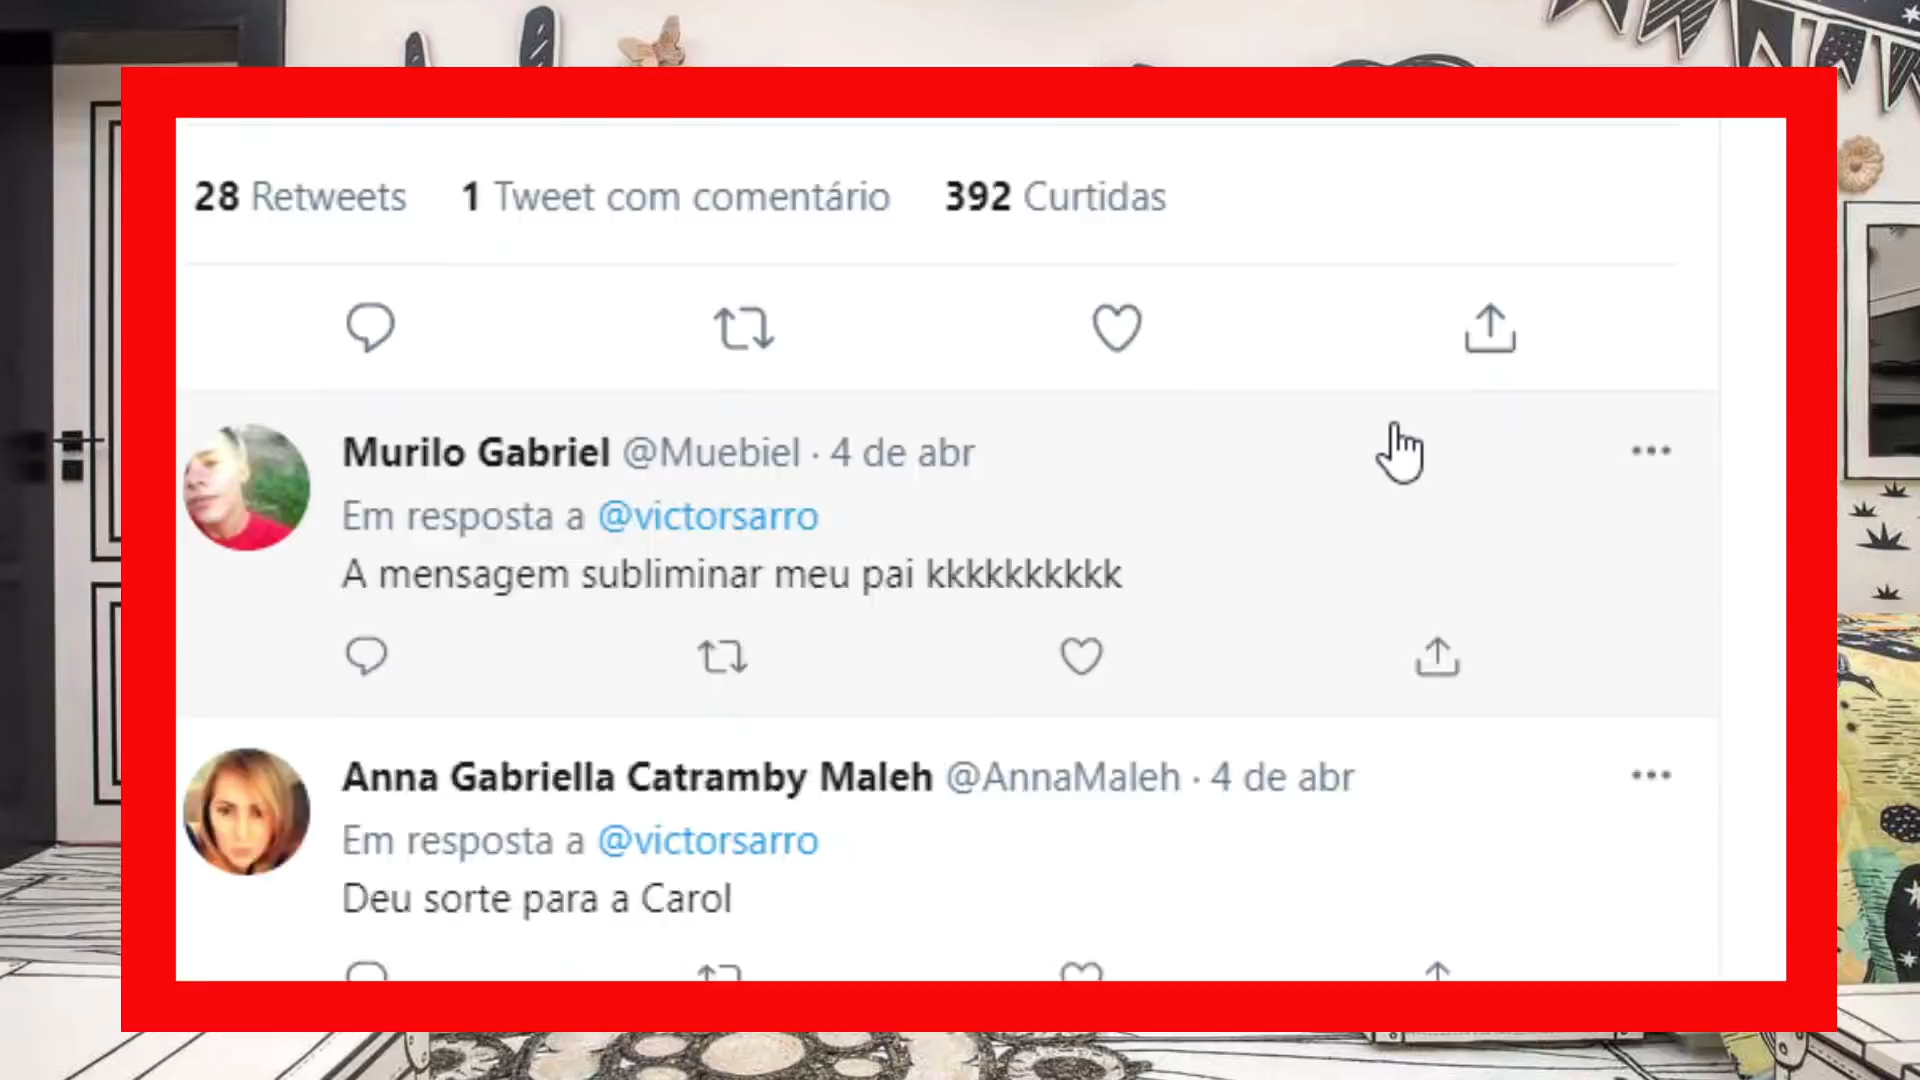 28 Retweets 1 Tweet com comentário 392 Curtidas
Murilo Gabriel @Muebiel · 4 de abr
Em resposta a @victorsarro
A mensagem subliminar meu pai kkkkkkkkkk
Anna Gabriella Catramby Maleh @AnnaMaleh · 4 de abr
Em resposta a @victorsarro
Deu sorte para a Carol